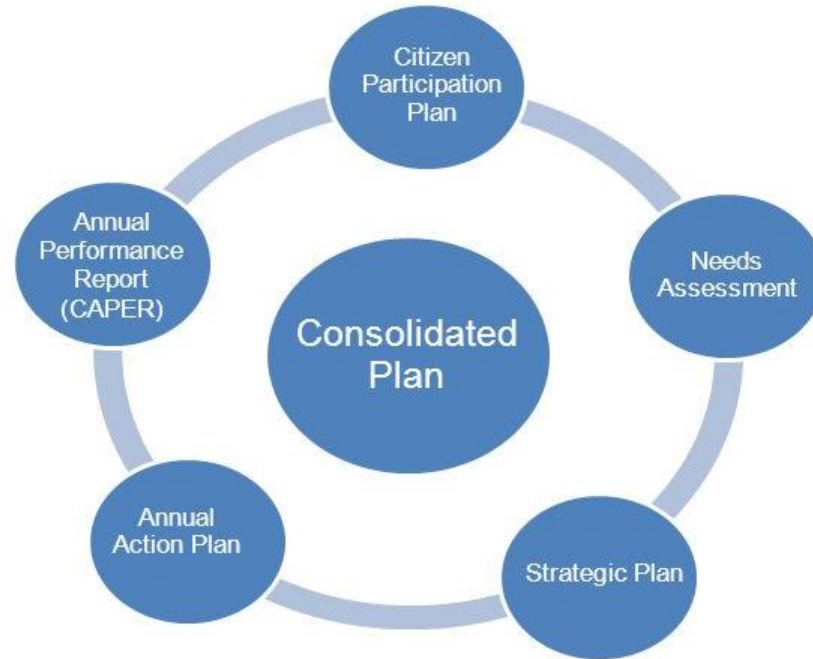 Citizen
Participation
Plan
Needs
Assessment
Strategic Plan
Annual
Action Plan
Annual
Performance
Report
(CAPER)
Consolidated
Plan